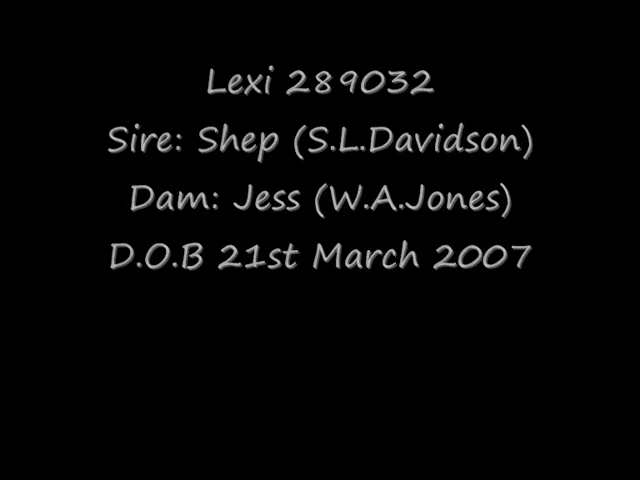 Lexi 289032
Sire: Shep (S.L.Davidson)
Dam: Jess (W.A.Jones)
D.O.B 21st March 2007